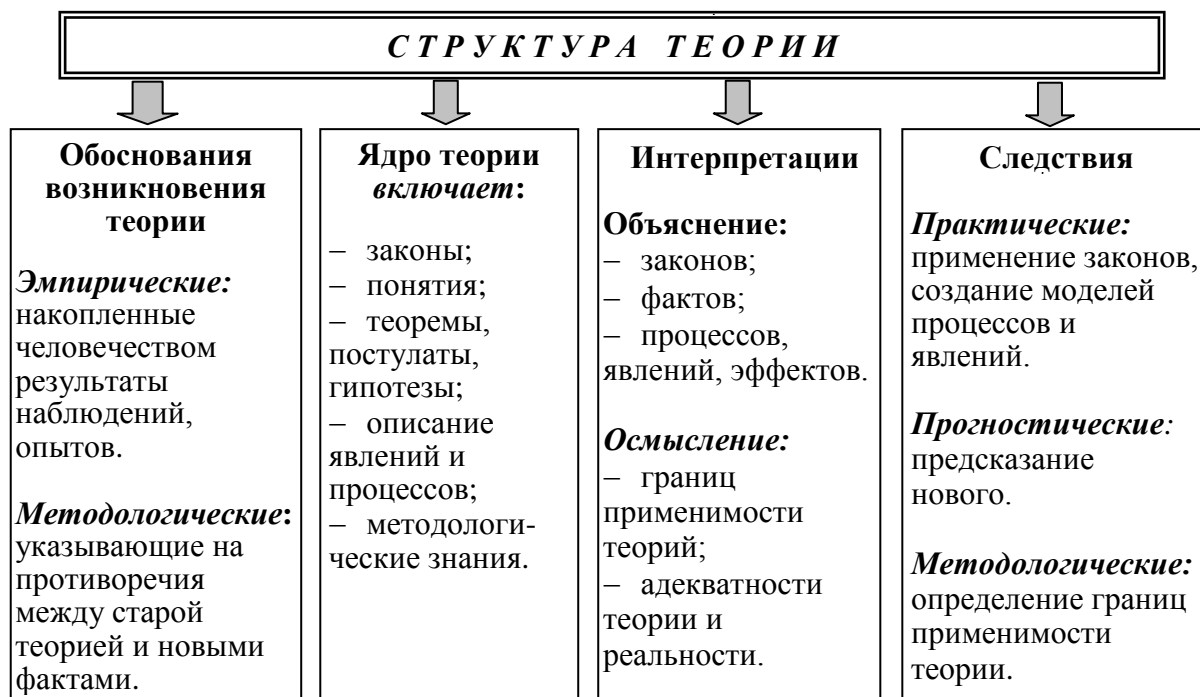 С Т Р У К Т У Р А Т Е О Р И И
Обоснования
возникновения
теории
Эмпирические:
накопленные
человечеством
результаты
наблюдений,
опытов.
Методологические:
указывающие на
противоречия
между старой
теорией и новыми
фактами.
Ядро теории
включает:
– законы;
– понятия;
– теоремы,
постулаты,
гипотезы;
– описание
явлений и
процессов;
– методологи-
ческие знания.
Интерпретации
Объяснение:
– законов;
– фактов;
– процессов,
явлений, эффектов.
Осмысление:
– границ
применимости
теорий;
– адекватности
теории и
реальности.
Следствия
Практические:
применение законов,
создание моделей
процессов и
явлений.
Прогностические:
предсказание
нового.
Методологические:
определение границ
применимости
теории.